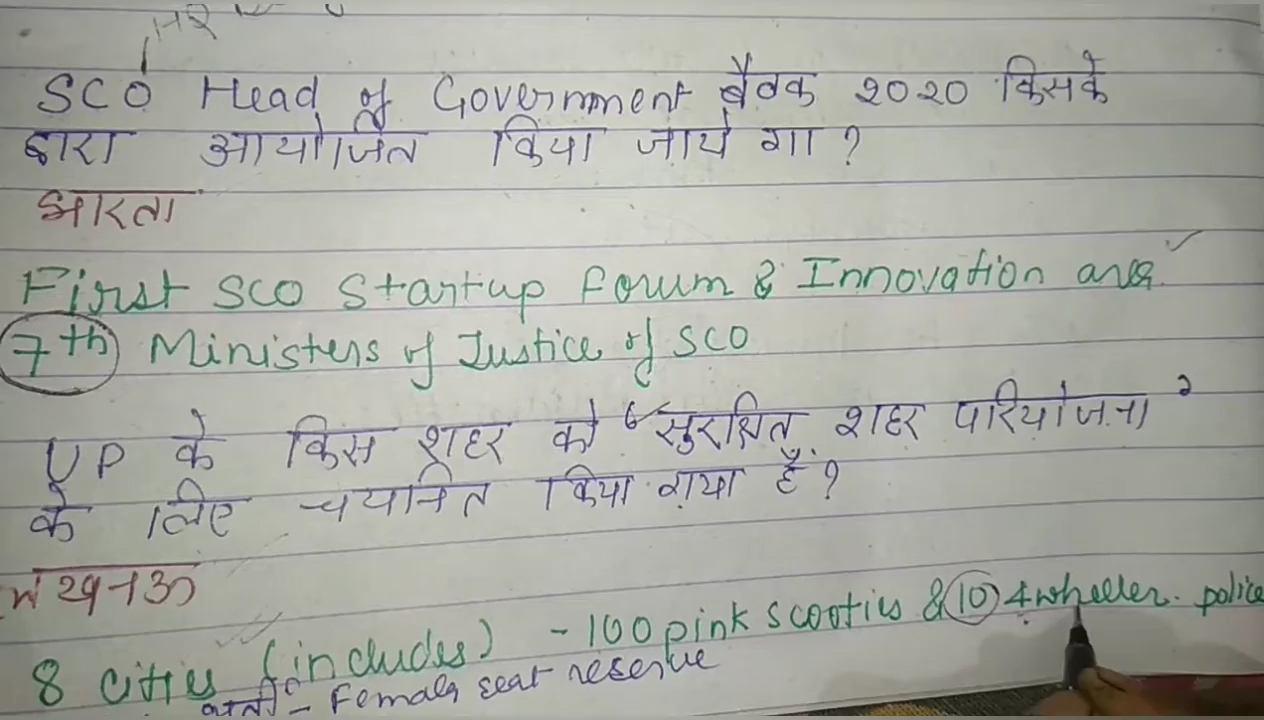 SCO Head of Government बैठक 2020 किसके
द्वारा आयोजित किया जाये गा ?
भारत
First SCO Startup Forum & Innovation
7th Ministers of Justice of SCO
UP के किस शहर को 'सुरक्षित शहर परियोजना'
के लिए चयनित किया गया है ?
लखनऊ
8 cities (includes) - 100 pink scooties & 10 4 wheller. police
- Female seat reserve